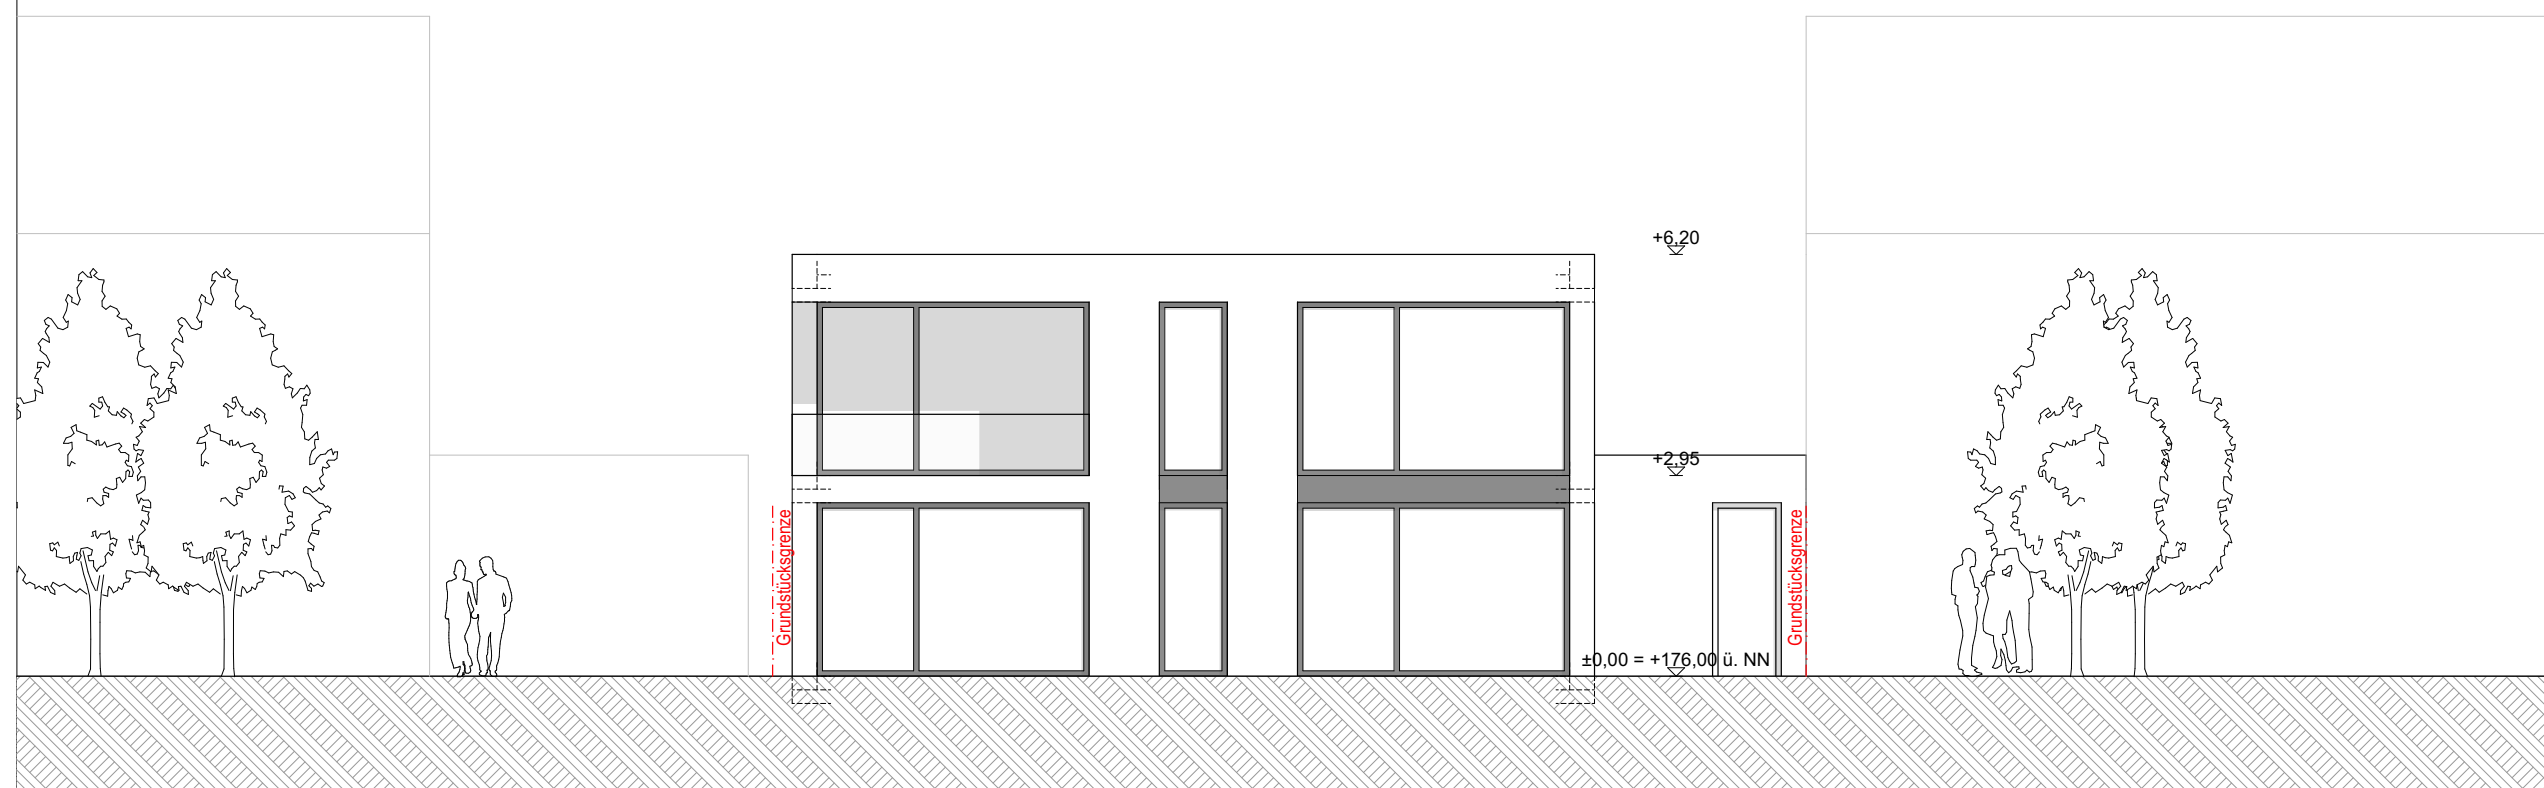 +6,20
+2,95
Grundstücksgrenze
Grundstücksgrenze
±0,00 = +176,00 ü. NN